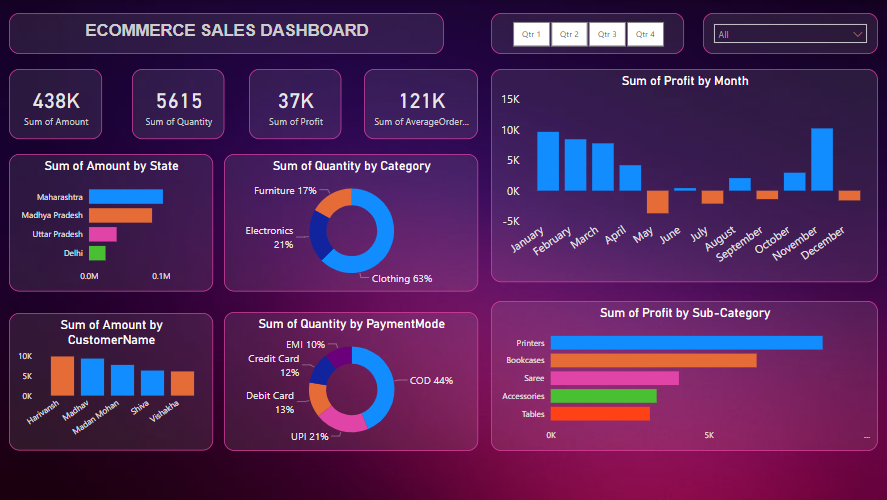 ECOMMERCE SALES DASHBOARD
Qtr 1
Qtr 2
Qtr 3
Qtr 4
All
438K
Sum of Amount
5615
Sum of Quantity
37K
Sum of Profit
121K
Sum of AverageOrder...
Sum of Profit by Month
15K
10K
5K
0K
-5K
January
February
March
April
May
June
July
August
September
October
November
December
Sum of Amount by State
Maharashtra
Madhya Pradesh
Uttar Pradesh
Delhi
0.0M
0.1M
Sum of Quantity by Category
Furniture 17%
Electronics
21%
Clothing 63%
Sum of Amount by
CustomerName
10K
5K
0K
Harivansh
Madhav
Madan Mohan
Shiva
Vishakha
Sum of Quantity by PaymentMode
EMI 10%
Credit Card
12%
Debit Card
13%
UPI 21%
COD 44%
Sum of Profit by Sub-Category
Printers
Bookcases
Saree
Accessories
Tables
0K
5K
...